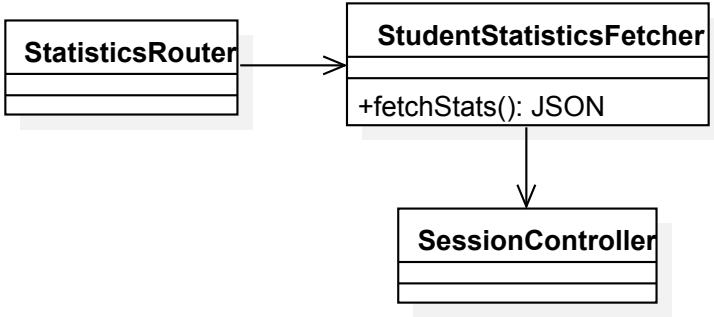 StatisticsRouter
StudentStatisticsFetcher
+fetchStats(): JSON
SessionController